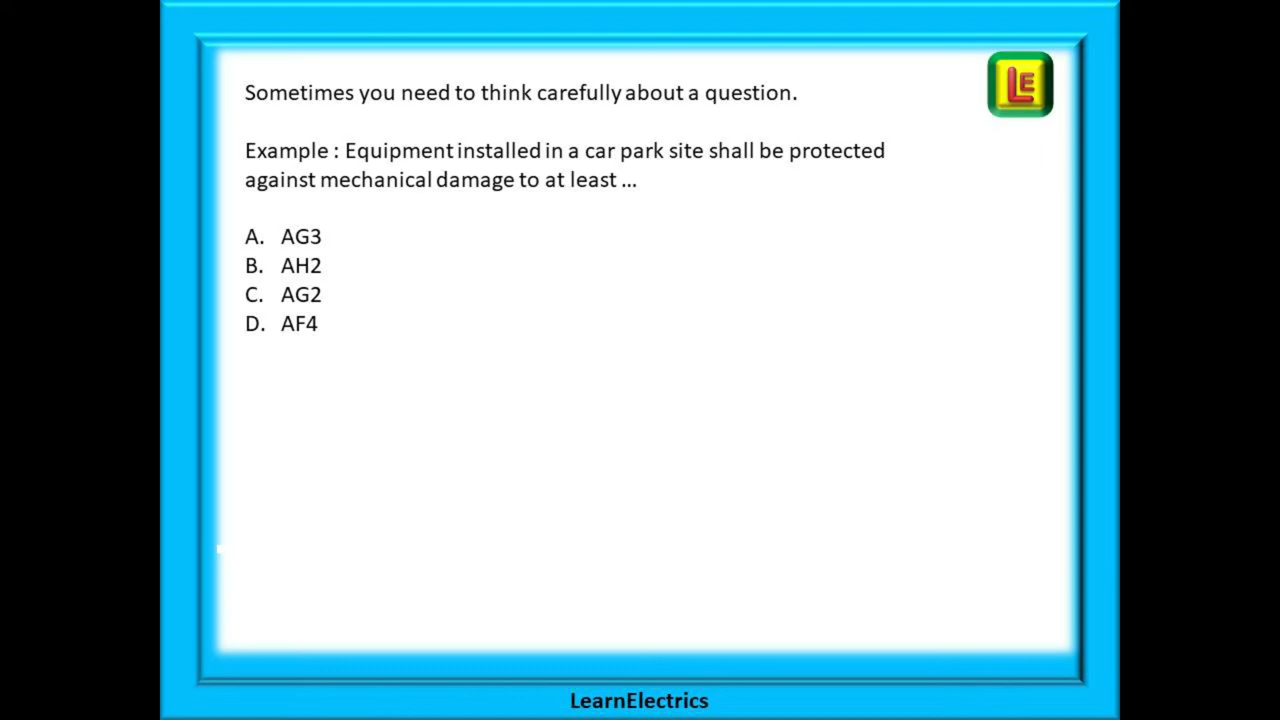 LE
Sometimes you need to think carefully about a question.
Example : Equipment installed in a car park site shall be protected
against mechanical damage to at least ...
A. AG3
B. AH2
C. AG2
D. AF4
LearnElectrics